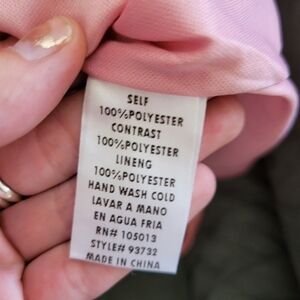 SELF
100%POLYESTER
CONTRAST
100%POLYESTER
LINENG
100%POLYESTER
HAND WASH COLD
LAVAR A MANO
EN AGUA FRIA
RN# 105013
STYLE# 93732
MADE IN CHINA